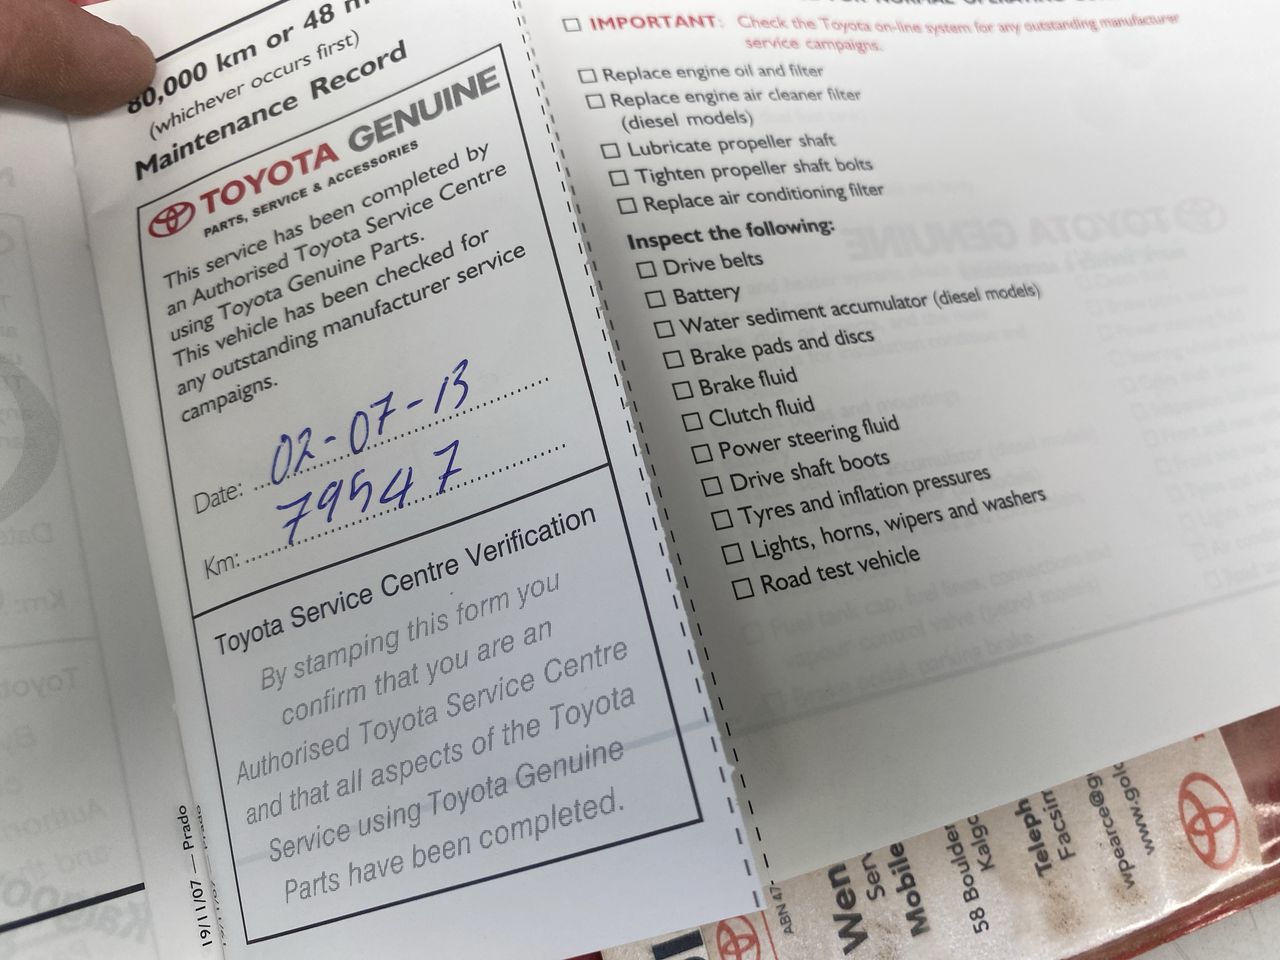 80,000 km or 48 m
(whichever occurs first)
Maintenance Record
TOYOTA GENUINE
PARTS, SERVICE & ACCESSORIES
This service has been completed by
an Authorised Toyota Service Centre
using Toyota Genuine Parts.
This vehicle has been checked for
any outstanding manufacturer service
campaigns.
Date: 02-07-13
Km: 79547
Toyota Service Centre Verification
By stamping this form you
confirm that you are an
Authorised Toyota Service Centre
and that all aspects of the Toyota
Service using Toyota Genuine
Parts have been completed.
19/11/07 — Prado
IMPORTANT: Check the Toyota on-line system for any outstanding manufacturer
service campaigns.
Replace engine oil and filter
Replace engine air cleaner filter
(diesel models)
Lubricate propeller shaft
Tighten propeller shaft bolts
Replace air conditioning filter
Inspect the following:
Drive belts
Battery
Water sediment accumulator (diesel models)
Brake pads and discs
Brake fluid
Clutch fluid
Power steering fluid
Drive shaft boots
Tyres and inflation pressures
Lights, horns, wipers and washers
Road test vehicle
ABN 47
Wen
Serv
Mobile
58 Boulder
Kalgo
Teleph
Facsim
wpearce@g
www.gold